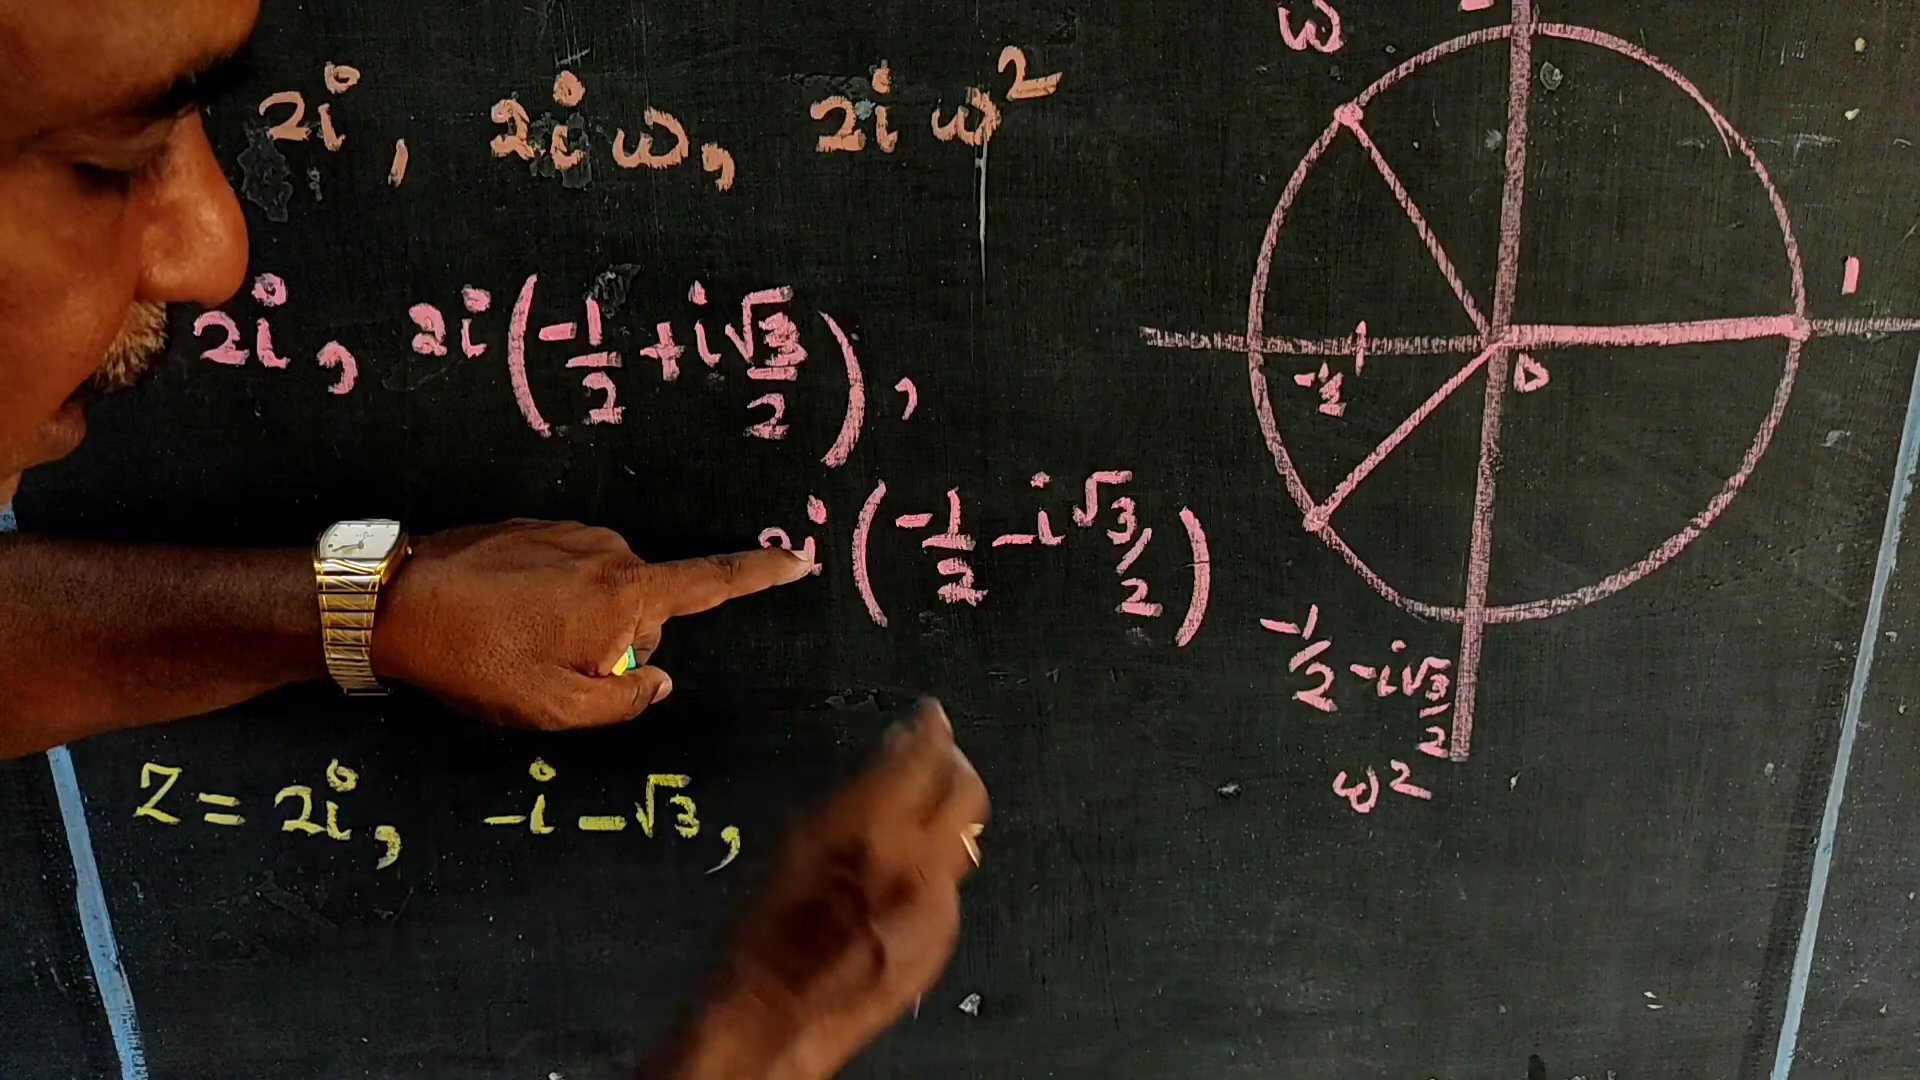 2i, 2iω, 2iω²
2i, 2i(-1/2 + i√3/2),
2i(-1/2 - i√3/2)
Z = 2i, -i-√3,
ω
1
-1/2
0
-1/2 - i√3/2
ω²